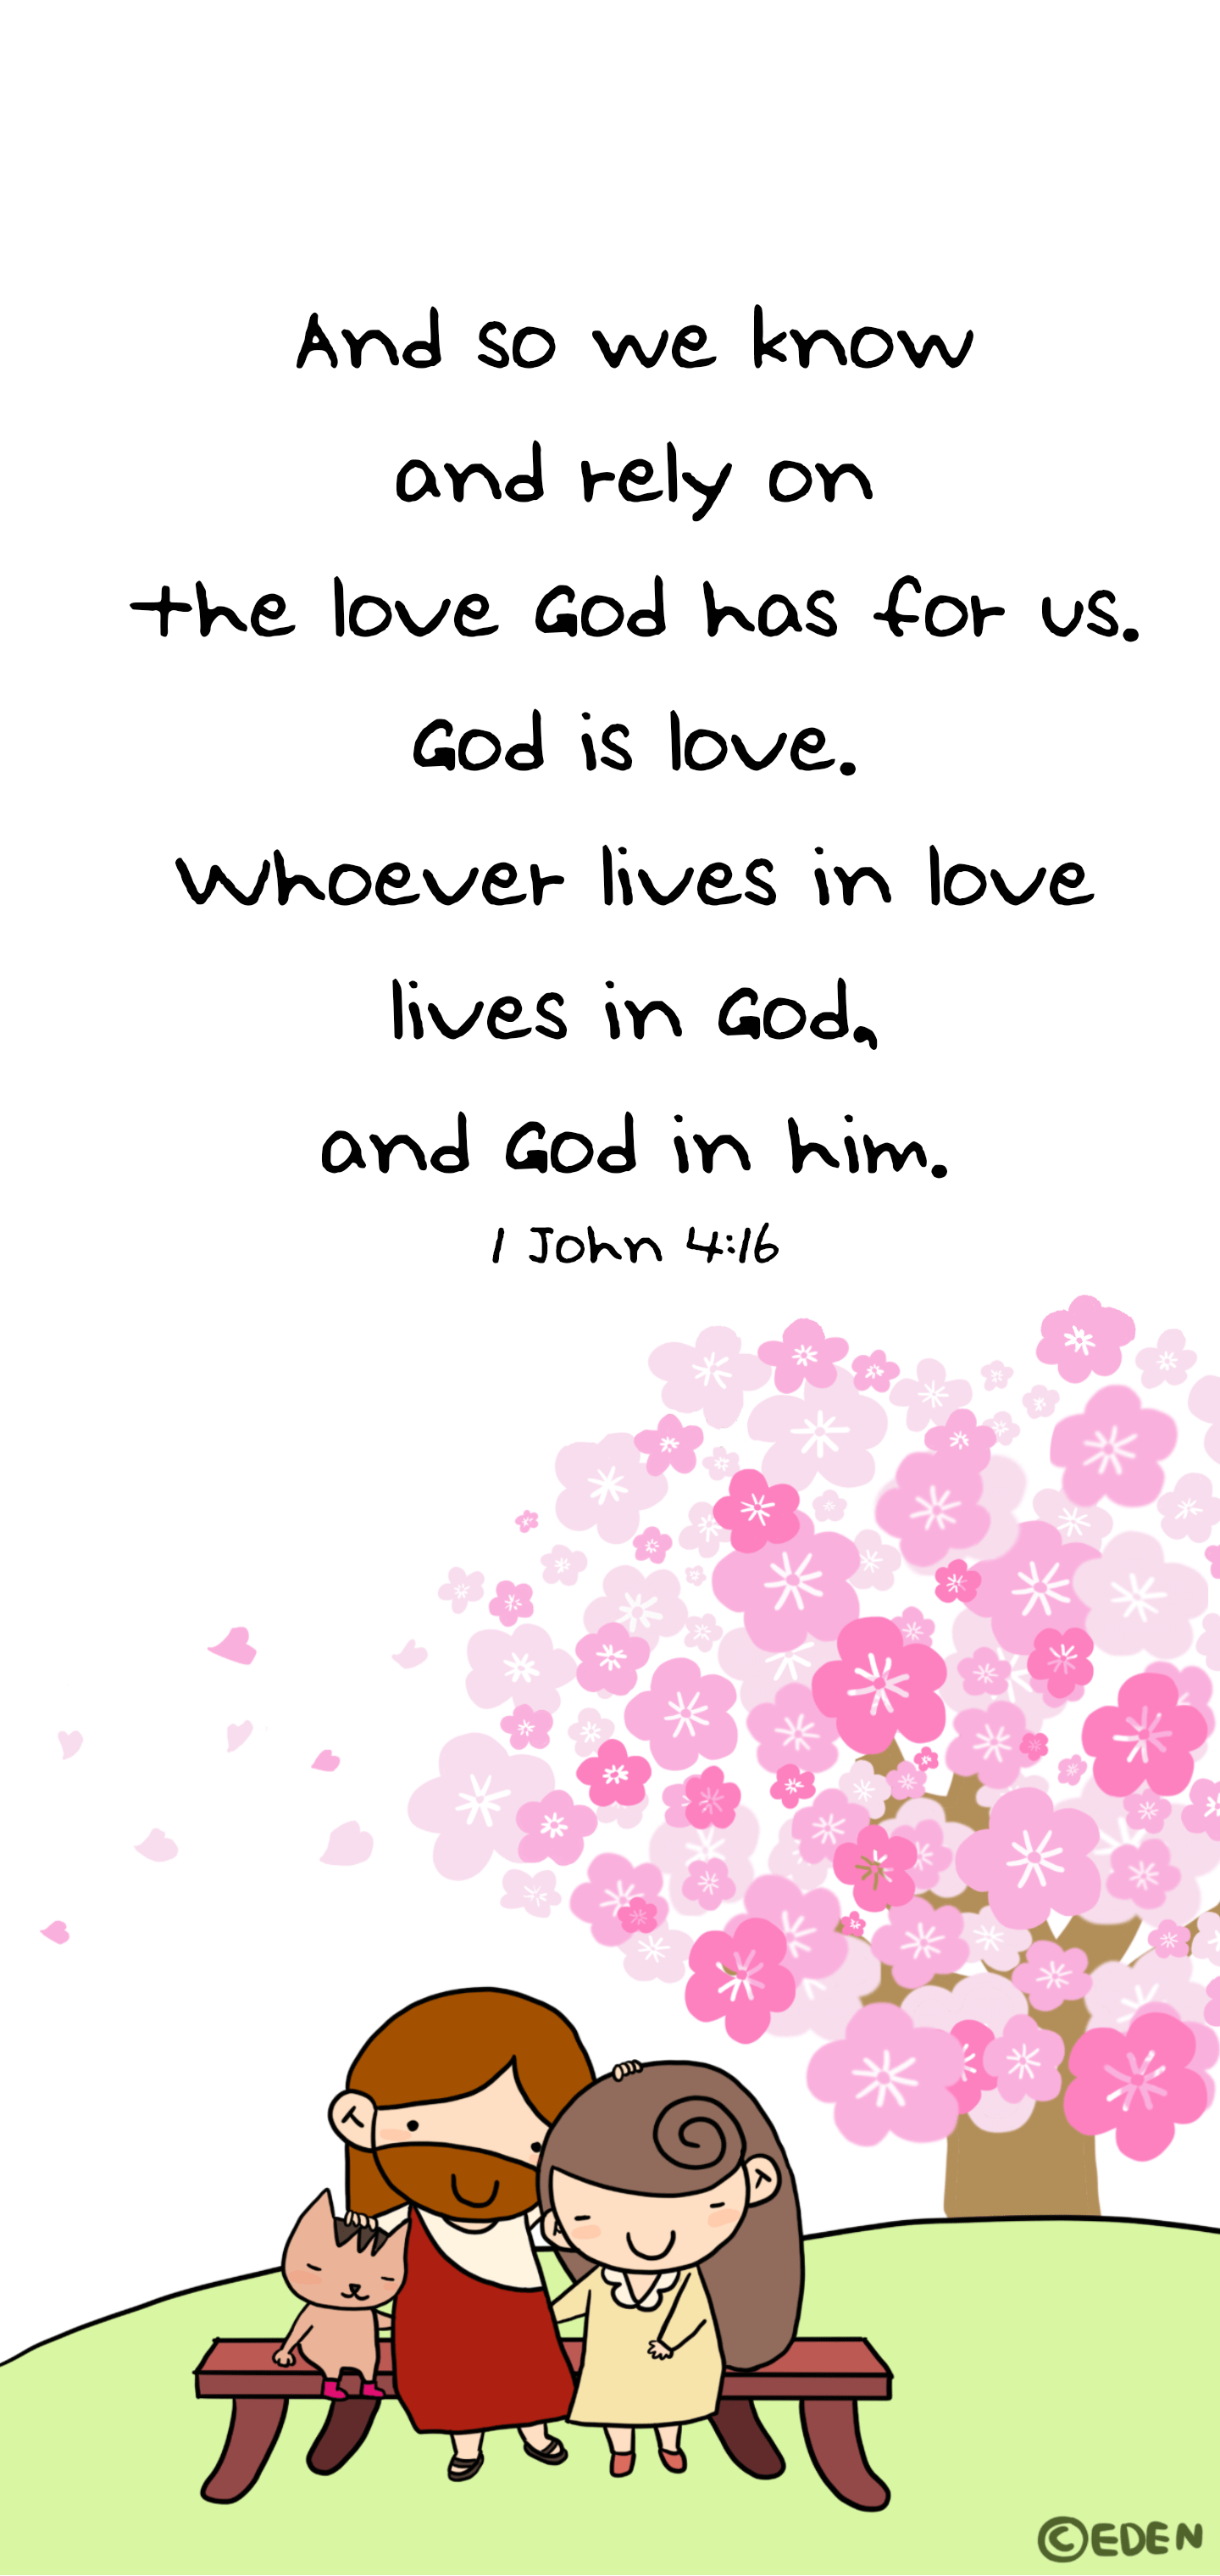 And so we know
and rely on
the love God has for us.
God is love.
Whoever lives in love
lives in God,
and God in him.
1 John 4:16
©EDEN